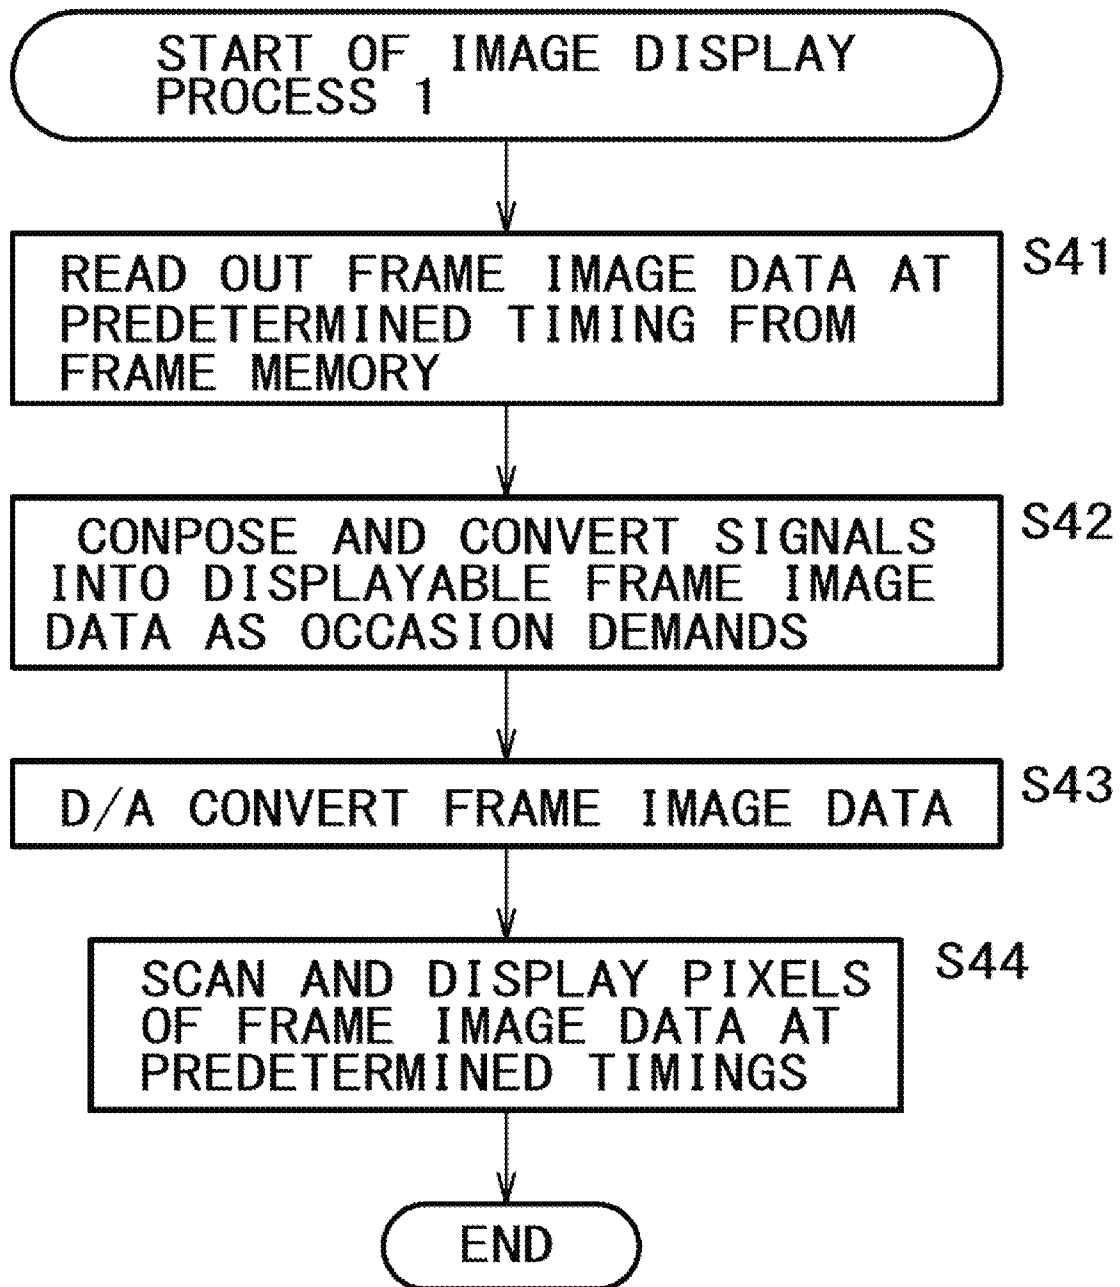 START OF IMAGE DISPLAY
PROCESS 1
S41
READ OUT FRAME IMAGE DATA AT
PREDETERMINED TIMING FROM
FRAME MEMORY
S42
CONPOSE AND CONVERT SIGNALS
INTO DISPLAYABLE FRAME IMAGE
DATA AS OCCASION DEMANDS
S43
D/A CONVERT FRAME IMAGE DATA
S44
SCAN AND DISPLAY PIXELS
OF FRAME IMAGE DATA AT
PREDETERMINED TIMINGS
END